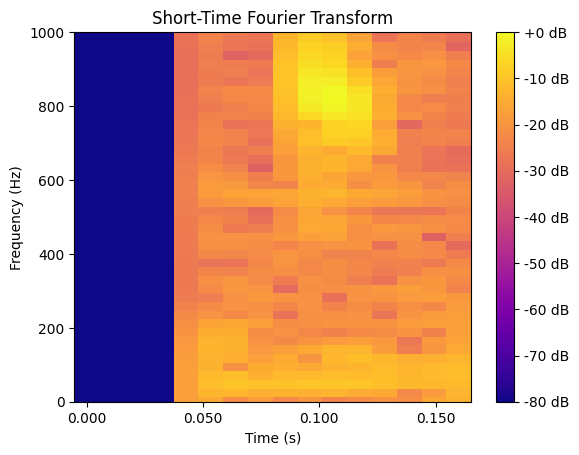 Short-Time Fourier Transform
1000
800
600
400
200
0
Frequency (Hz)
0.000
0.050
0.100
0.150
Time (s)
+0 dB
-10 dB
-20 dB
-30 dB
-40 dB
-50 dB
-60 dB
-70 dB
-80 dB